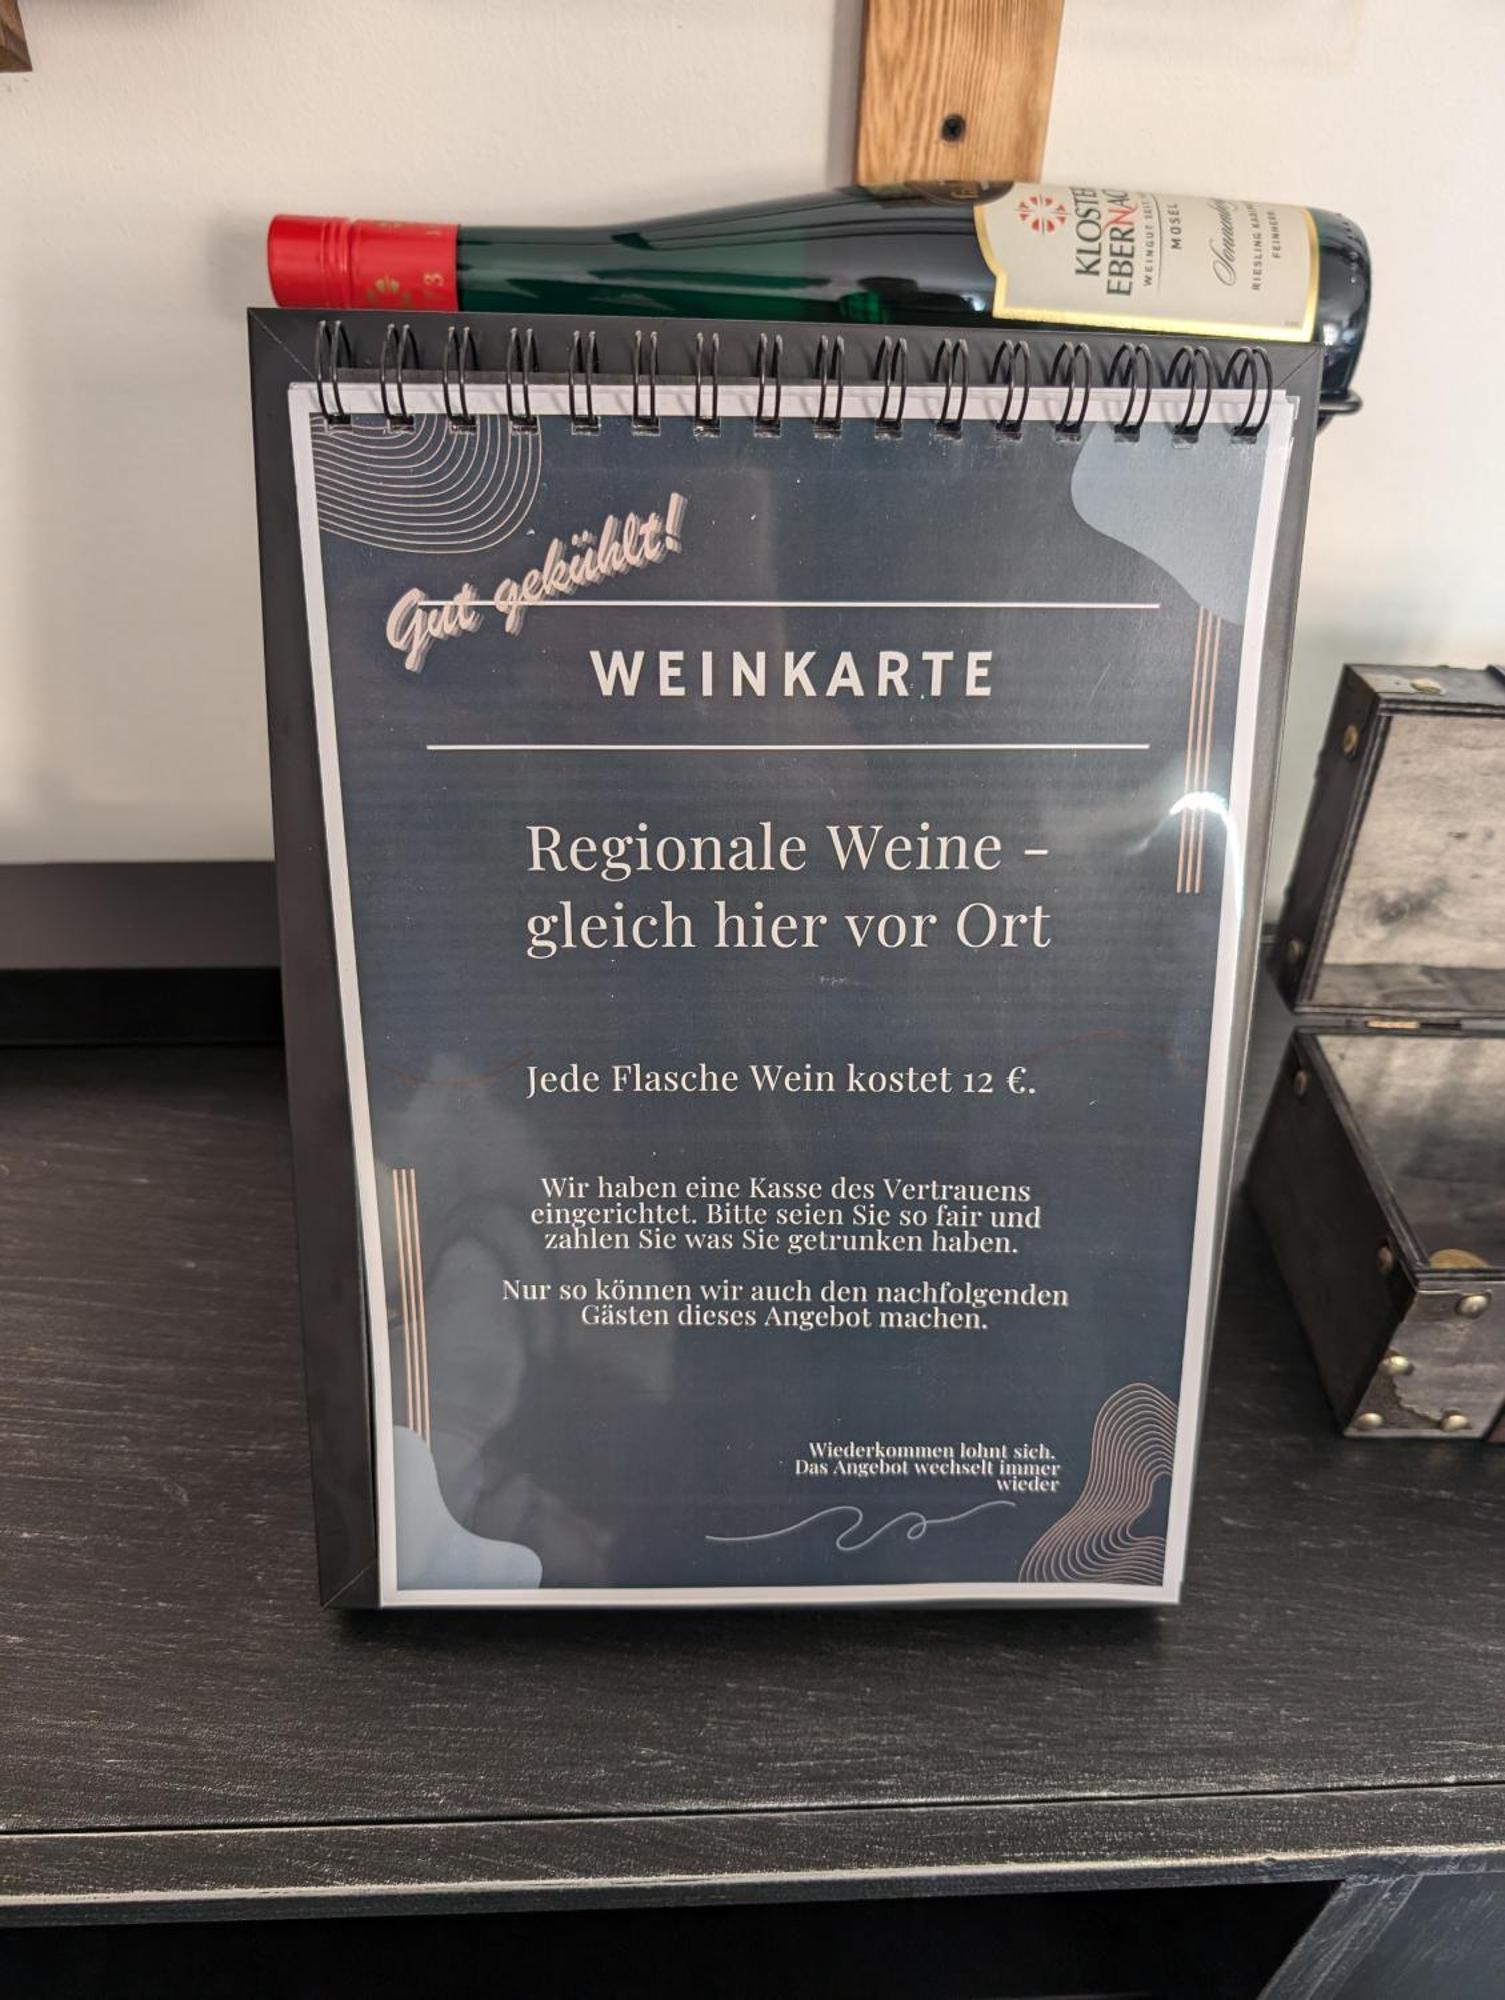 KLOSTER
EBERNACH
WEINGUT SEIT
MOSEL
FEINHERB
Gut gekühlt!
WEINKARTE
Regionale Weine -
gleich hier vor Ort
Jede Flasche Wein kostet 12 €.
Wir haben eine Kasse des Vertrauens
eingerichtet. Bitte seien Sie so fair und
zahlen Sie was Sie getrunken haben.
Nur so können wir auch den nachfolgenden
Gästen dieses Angebot machen.
Wiederkommen lohnt sich.
Das Angebot wechselt immer
wieder